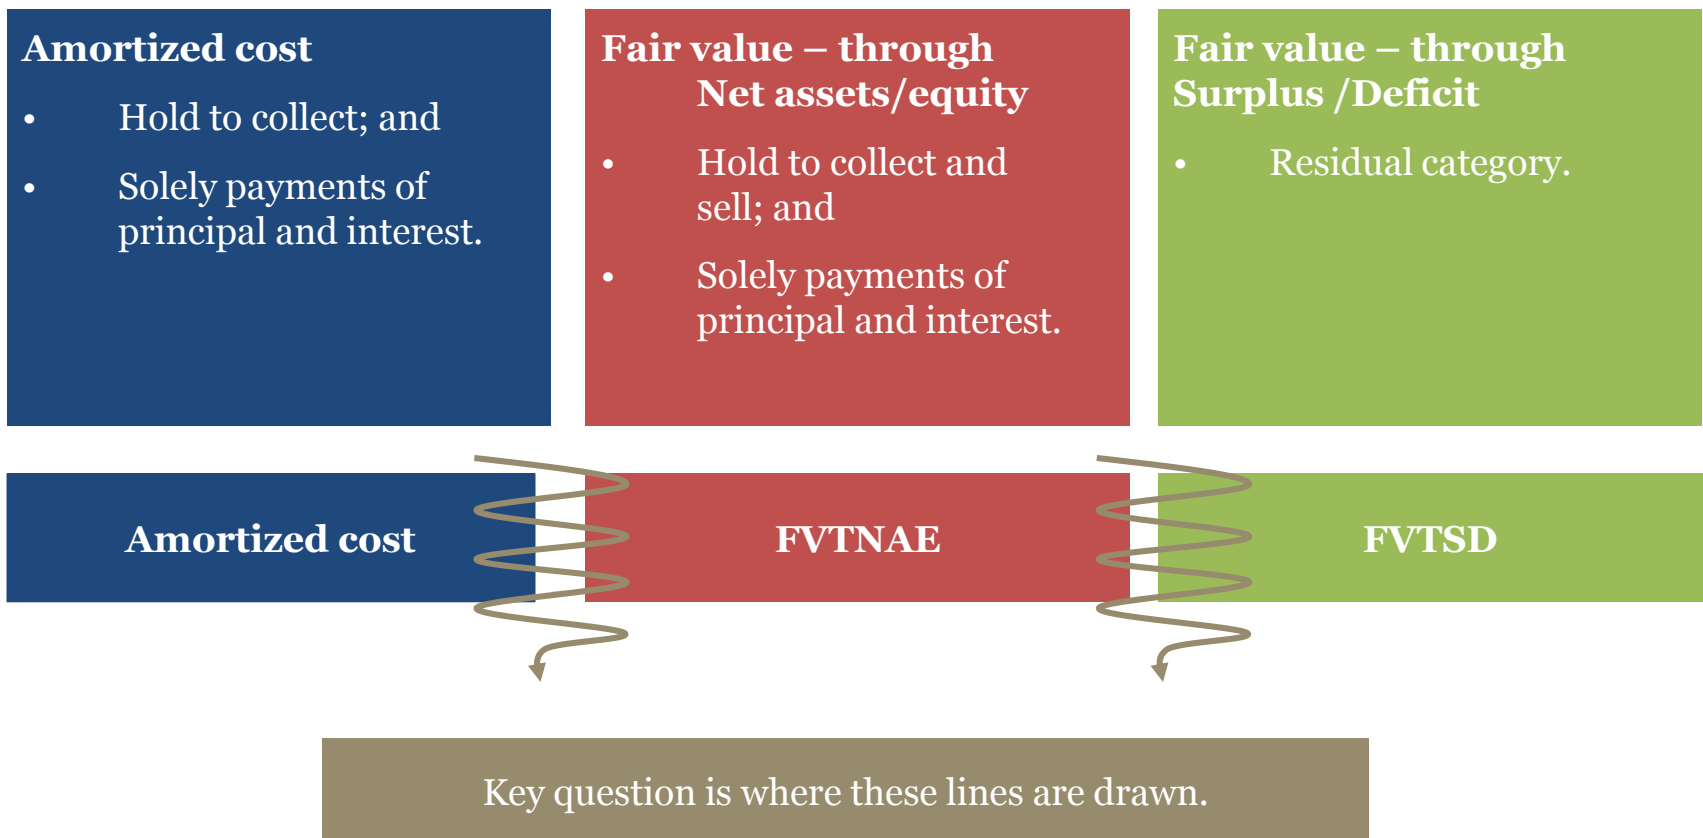 Amortized cost
• Hold to collect; and
• Solely payments of
principal and interest.
Fair value – through
Net assets/equity
• Hold to collect and
sell; and
• Solely payments of
principal and interest.
Fair value – through
Surplus /Deficit
• Residual category.
Amortized cost
FVTNAE
FVTSD
Key question is where these lines are drawn.